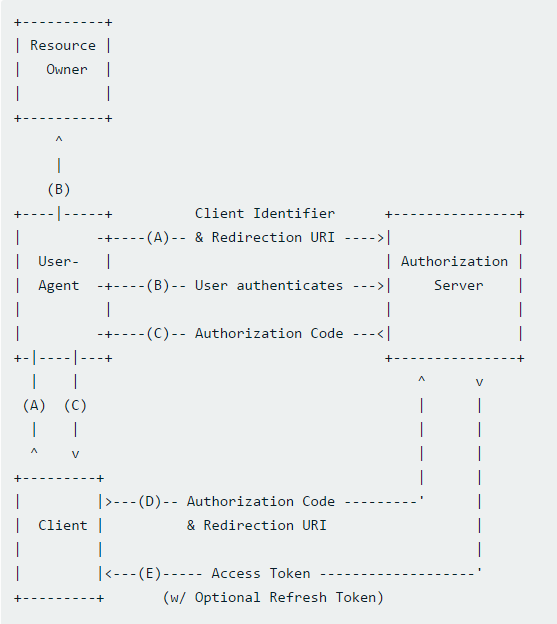 +----------+
| Resource |
|   Owner  |
|          |
+----------+
     ^
     |
    (B)
+----|-----+          Client Identifier      +---------------+
|         -+----(A)-- & Redirection URI ---->|               |
|  User-   |                                 | Authorization |
|  Agent  -+----(B)-- User authenticates --->|     Server    |
|          |                                 |               |
|         -+----(C)-- Authorization Code ---<|               |
+-|----|---+                                 +---------------+
  |    |                                         ^      v
 (A)  (C)                                        |      |
  |    |                                         |      |
  ^    v                                         |      |
+---------+                                      |      |
|         |>---(D)-- Authorization Code ---------'      |
|  Client |          & Redirection URI                  |
|         |                                             |
|         |<---(E)----- Access Token -------------------'
+---------+       (w/ Optional Refresh Token)